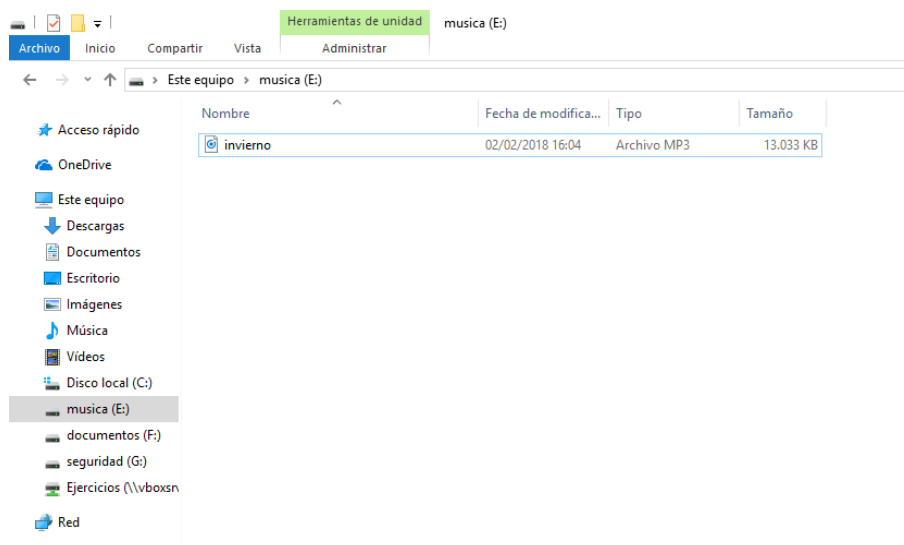 Herramientas de unidad musica (E:)
Archivo Inicio Compartir Vista Administrar
Este equipo musica (E:)
Nombre Fecha de modifica... Tipo Tamaño
invierno 02/02/2018 16:04 Archivo MP3 13.033 KB
Acceso rápido
OneDrive
Este equipo
Descargas
Documentos
Escritorio
Imágenes
Música
Vídeos
Disco local (C:)
musica (E:)
documentos (F:)
seguridad (G:)
Ejercicios (\\vboxsrv
Red